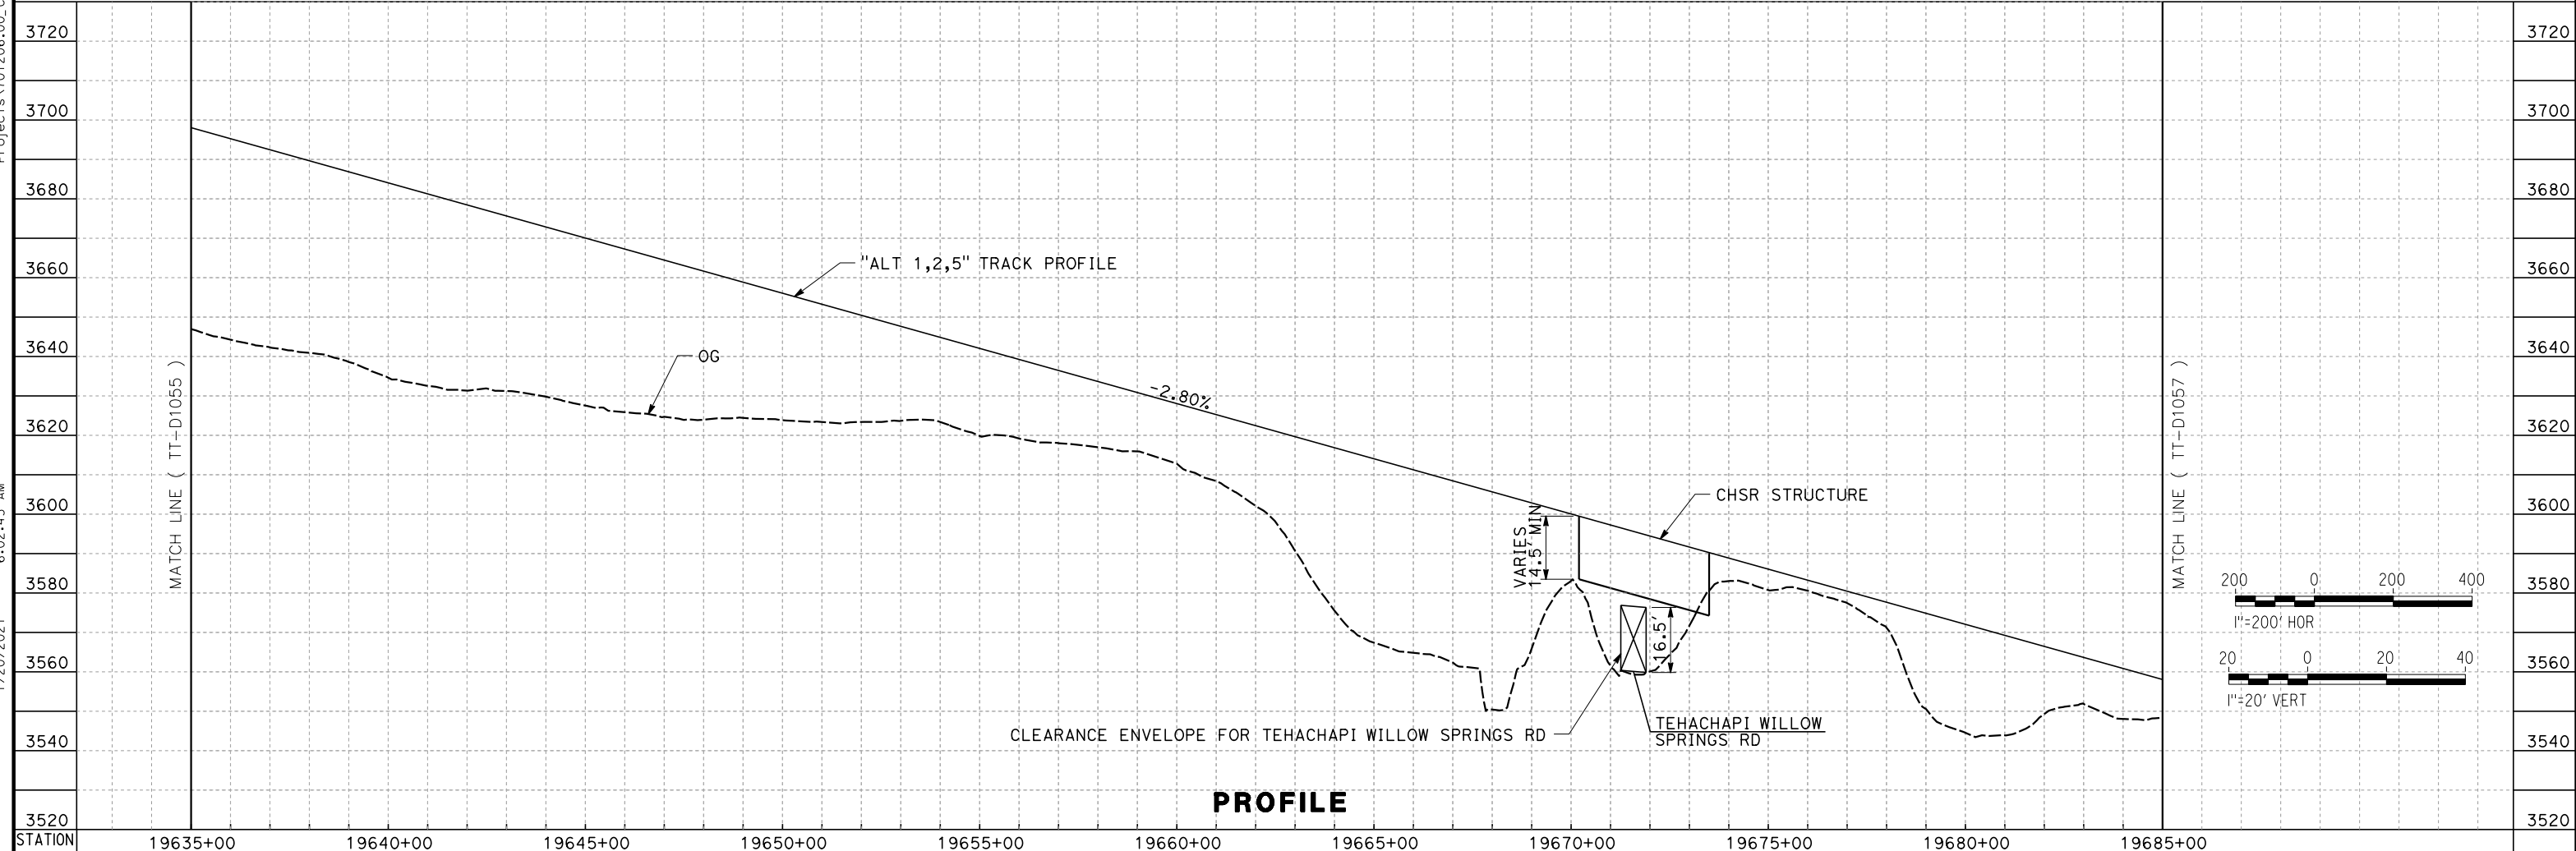 3720
3720
3700
3700
3680
3680
3660
3660
"ALT 1,2,5" TRACK PROFILE
3640
3640
OG
MATCH LINE ( TT-D1055 )
MATCH LINE ( TT-D1057 )
-2.80%
3620
3620
CHSR STRUCTURE
3600
3600
VARIES
14.5' MIN
3580
3580
200 0 200 400
1"=200' HOR
16.5'
3560
3560
20 0 20 40
1"=20' VERT
CLEARANCE ENVELOPE FOR TEHACHAPI WILLOW SPRINGS RD
TEHACHAPI WILLOW
SPRINGS RD
3540
3540
PROFILE
3520
3520
STATION
19635+00 19640+00 19645+00 19650+00 19655+00 19660+00 19665+00 19670+00 19675+00 19680+00 19685+00